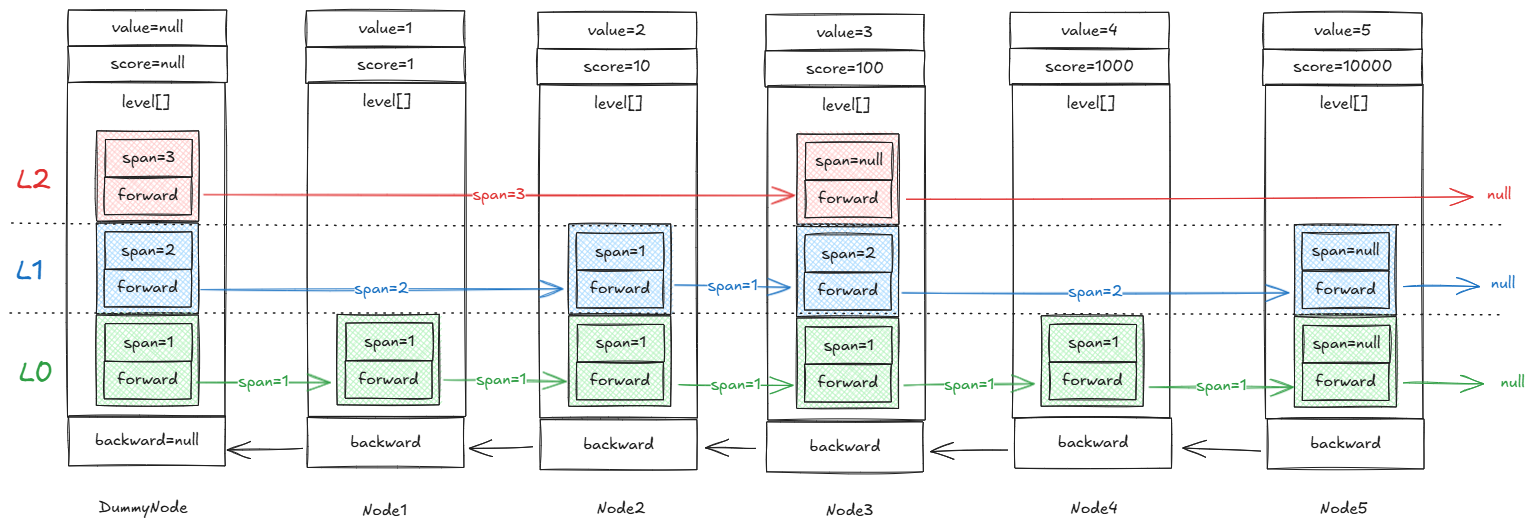 value=null
value=1
value=2
value=3
value=4
value=5
score=null
score=1
score=10
score=100
score=1000
score=10000
level[]
level[]
level[]
level[]
level[]
level[]
L2
span=3
span=null
forward
span=3
forward
null
L1
span=2
span=1
span=2
span=null
forward
span=2
forward
span=1
forward
span=2
forward
null
L0
span=1
span=1
span=1
span=1
span=1
span=null
forward
span=1
forward
span=1
forward
span=1
forward
span=1
forward
span=1
forward
null
backward=null
backward
backward
backward
backward
backward
DummyNode
Node1
Node2
Node3
Node4
Node5